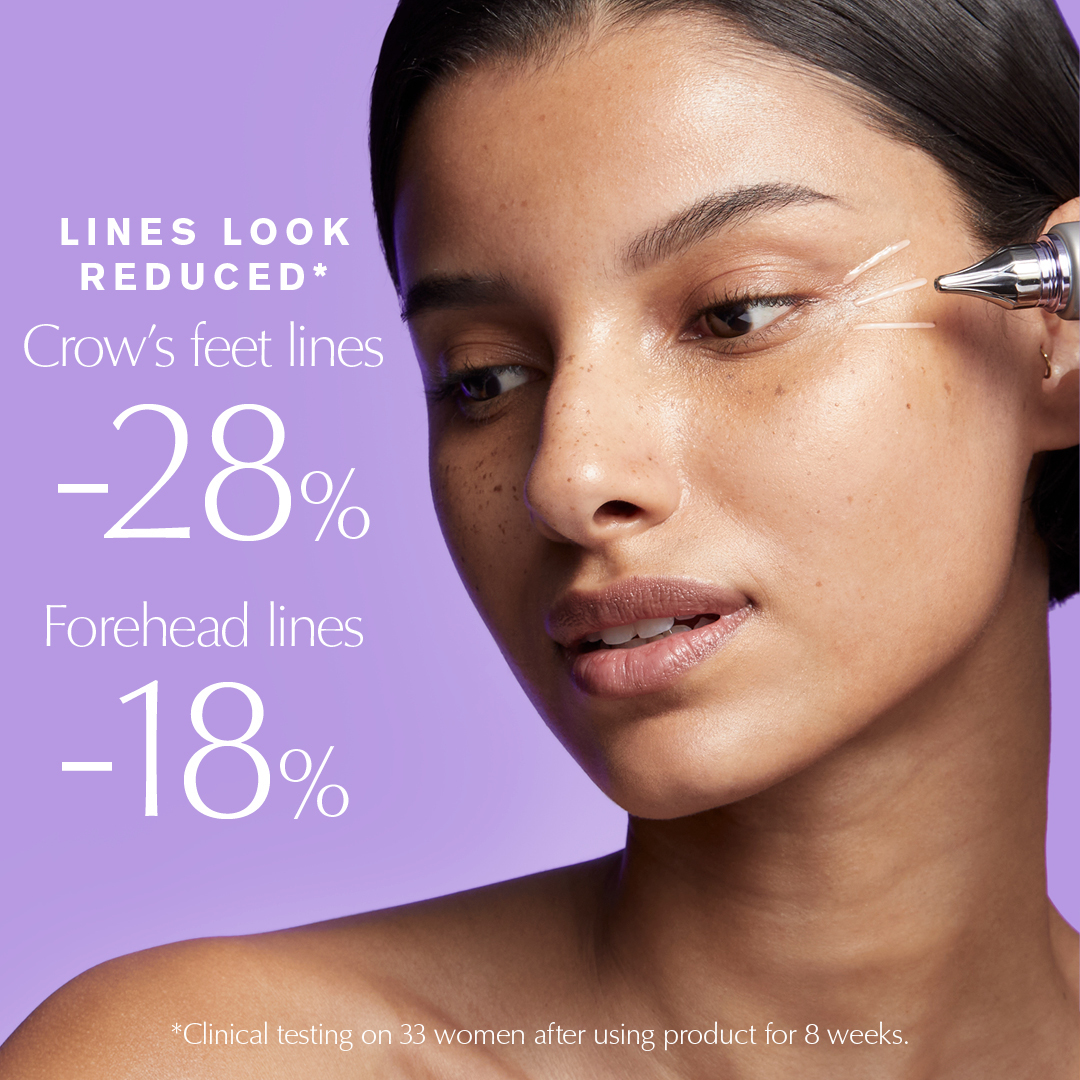 LINES LOOK
REDUCED*
Crow's feet lines
-28%
Forehead lines
-18%
*Clinical testing on 33 women after using product for 8 weeks.